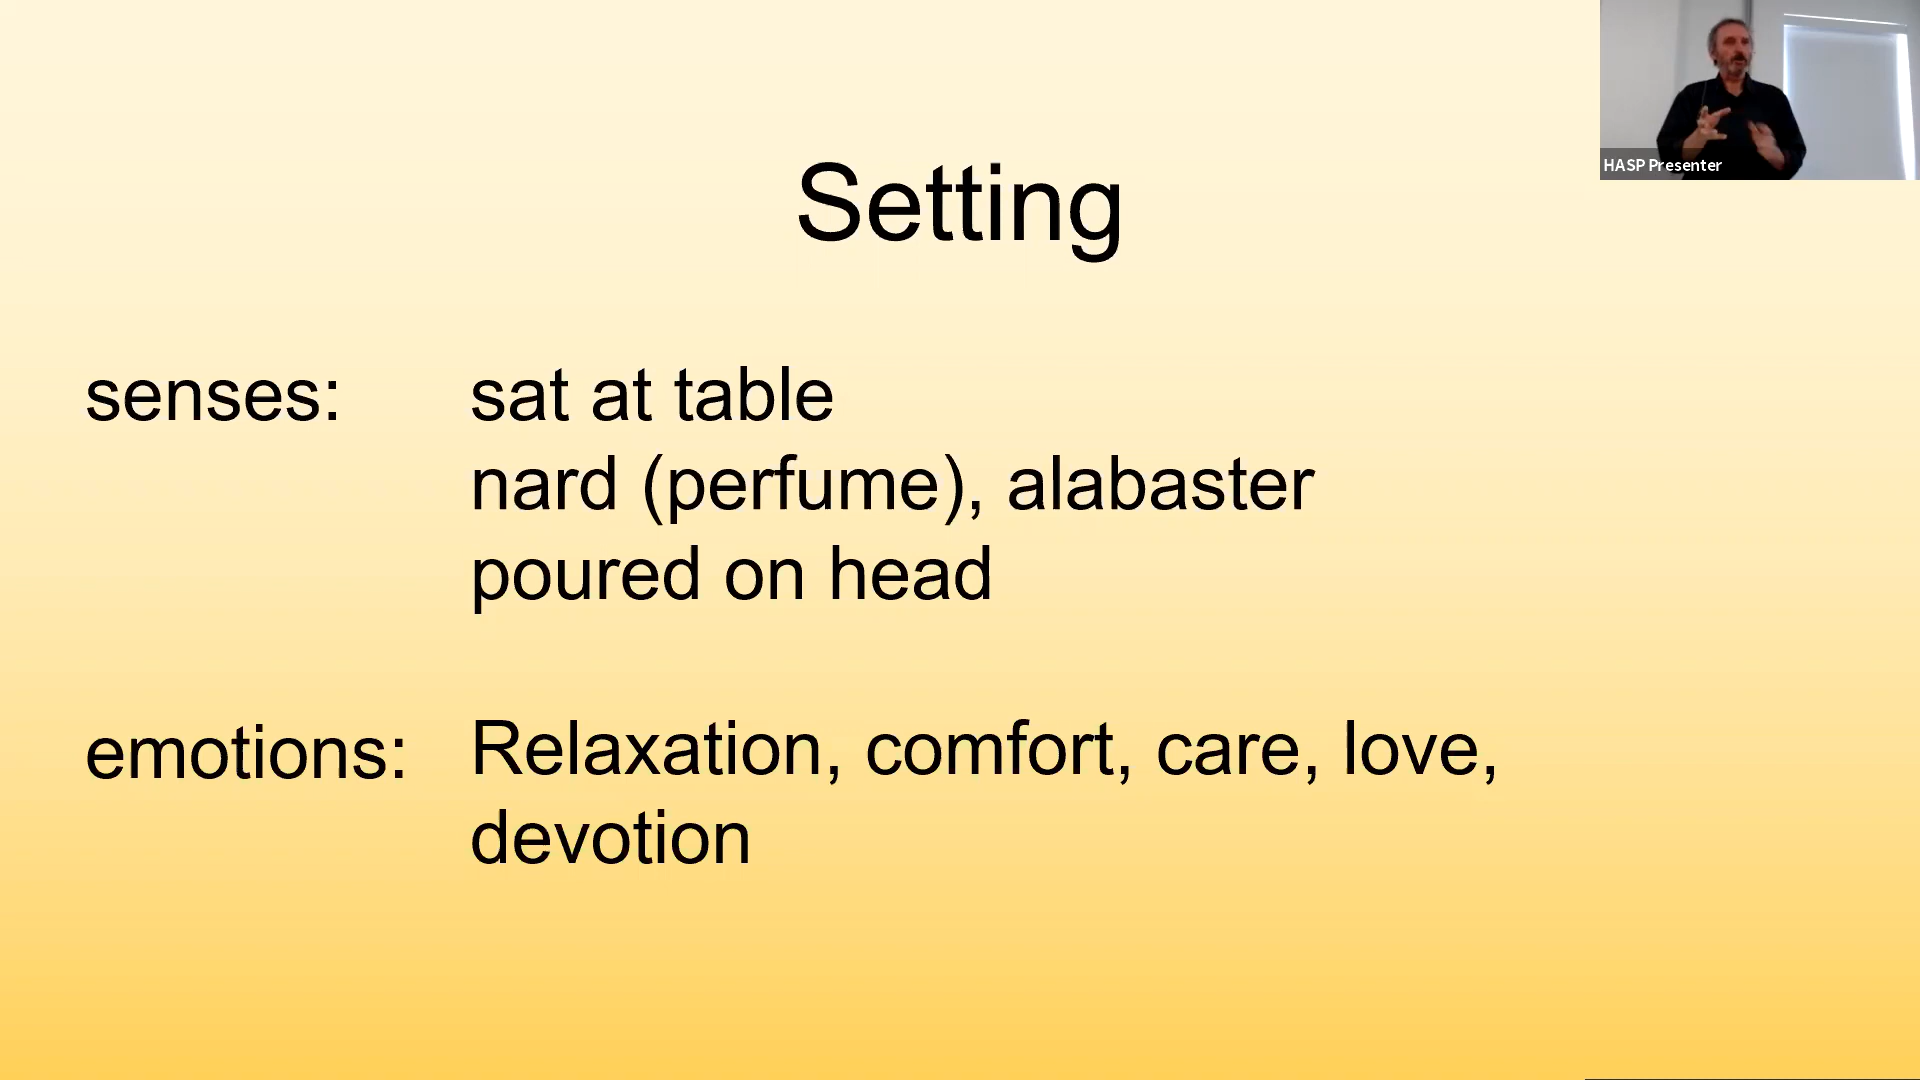 HASP Presenter
Setting
senses: sat at table
nard (perfume), alabaster
poured on head
emotions: Relaxation, comfort, care, love,
devotion